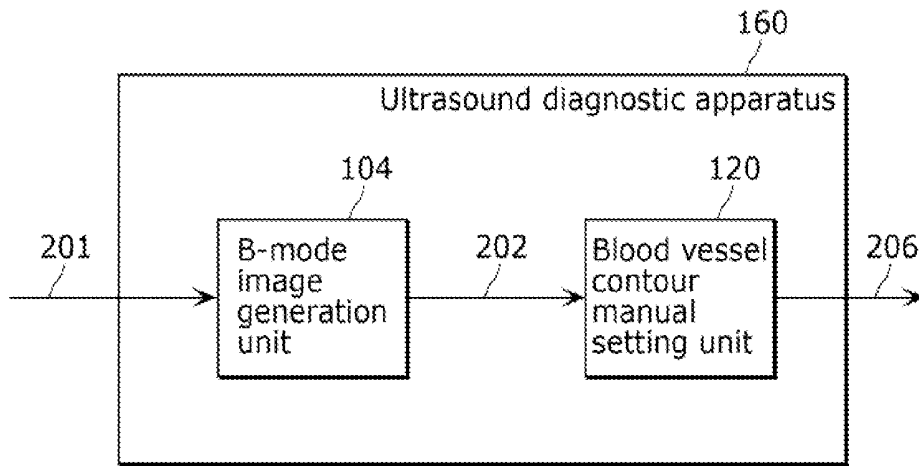 160
Ultrasound diagnostic apparatus
104
120
201
B-mode
image
generation
unit
202
Blood vessel
contour
manual
setting unit
206